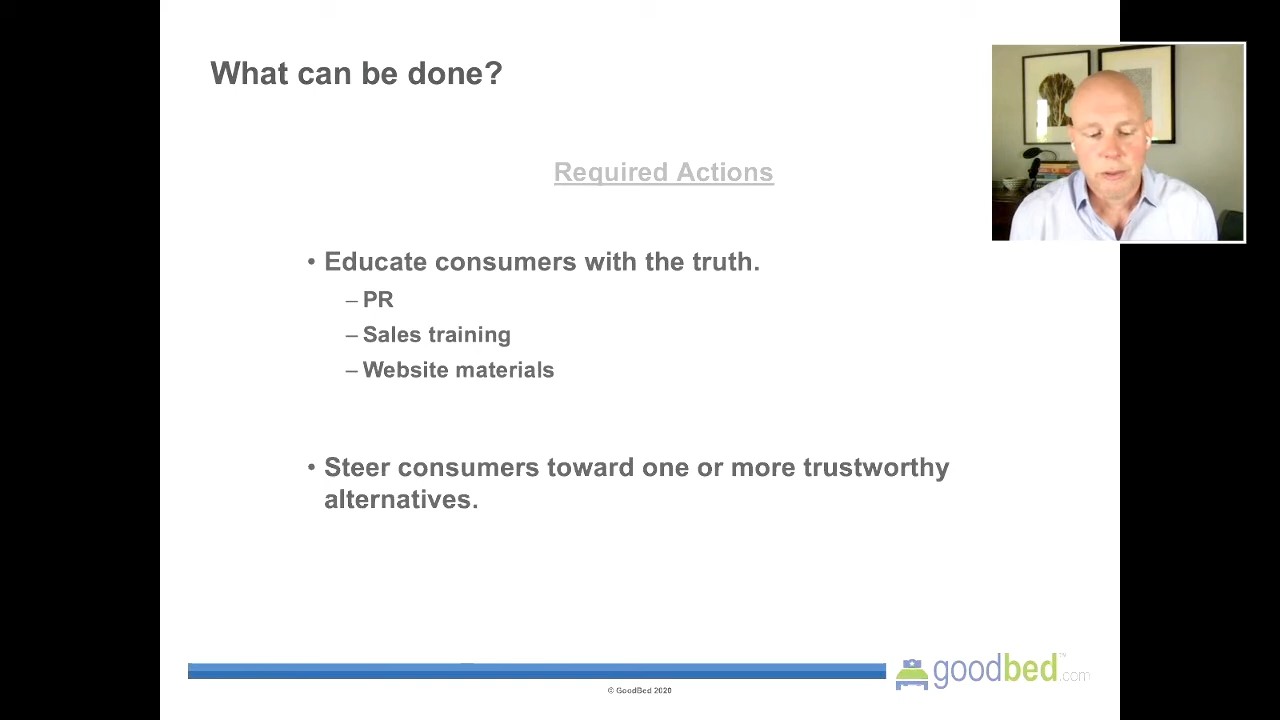 What can be done?
Required Actions
• Educate consumers with the truth.
– PR
– Sales training
– Website materials
• Steer consumers toward one or more trustworthy
alternatives.
goodbed.com™
© GoodBed 2020